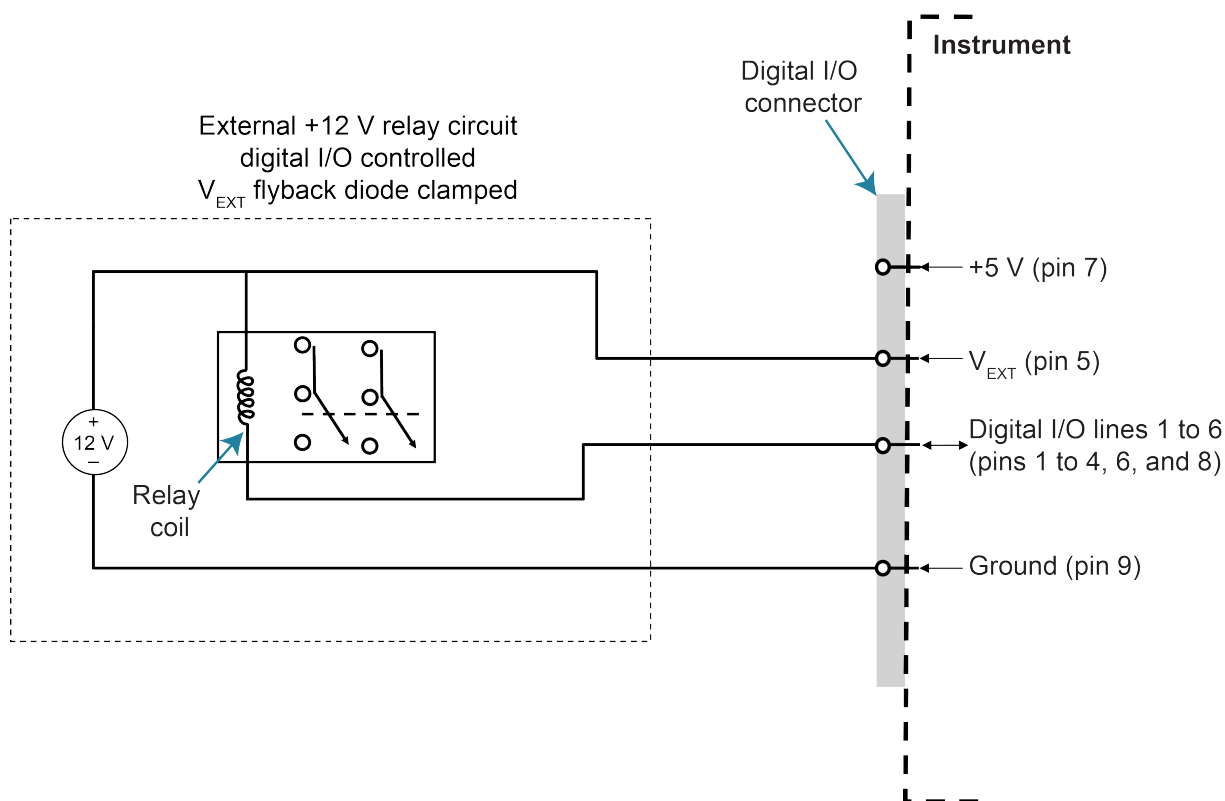 Instrument
Digital I/O
connector
External +12 V relay circuit
digital I/O controlled
VEXT flyback diode clamped
+5 V (pin 7)
VEXT (pin 5)
+
12 V
–
Digital I/O lines 1 to 6
(pins 1 to 4, 6, and 8)
Relay
coil
Ground (pin 9)